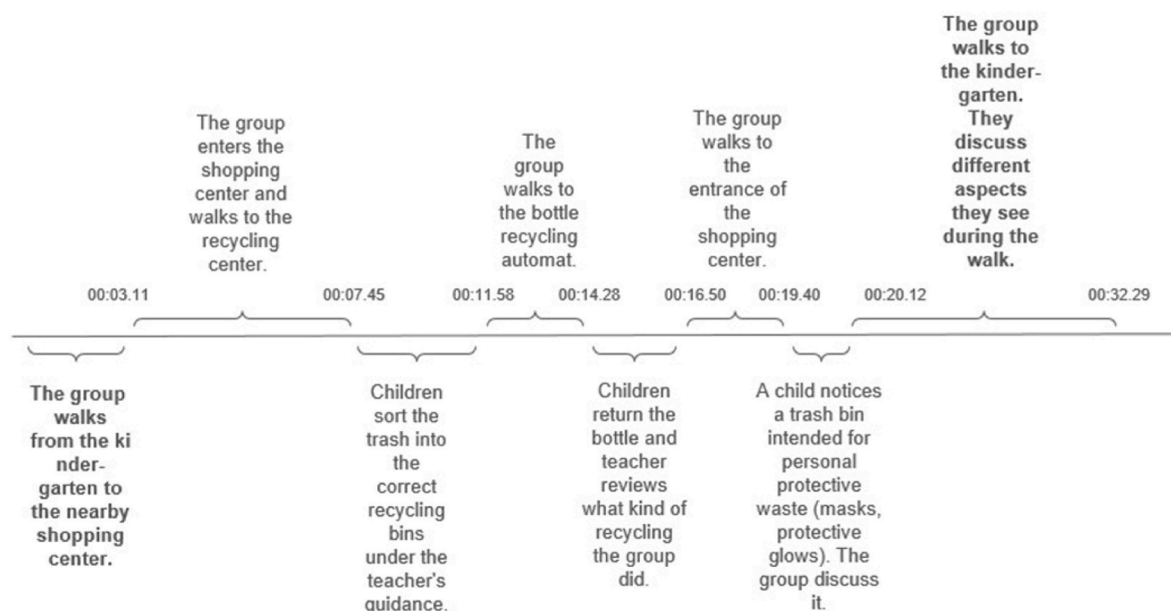 The group
walks to
the kinder-
garten.
They
discuss
different
aspects
they see
during the
walk.
The group
enters the
shopping
center and
walks to the
recycling
center.
The
group
walks to
the bottle
recycling
automat.
The group
walks to
the
entrance of
the
shopping
center.
00:03.11
00:07.45
00:11.58
00:14.28
00:16.50
00:19.40
00:20.12
00:32.29
The group
walks
from the ki
nder-
garten to
the nearby
shopping
center.
Children
sort the
trash into
the
correct
recycling
bins
under the
teacher's
guidance.
Children
return the
bottle and
teacher
reviews
what kind of
recycling
the group
did.
A child notices
a trash bin
intended for
personal
protective
waste (masks,
protective
glows). The
group discuss
it.